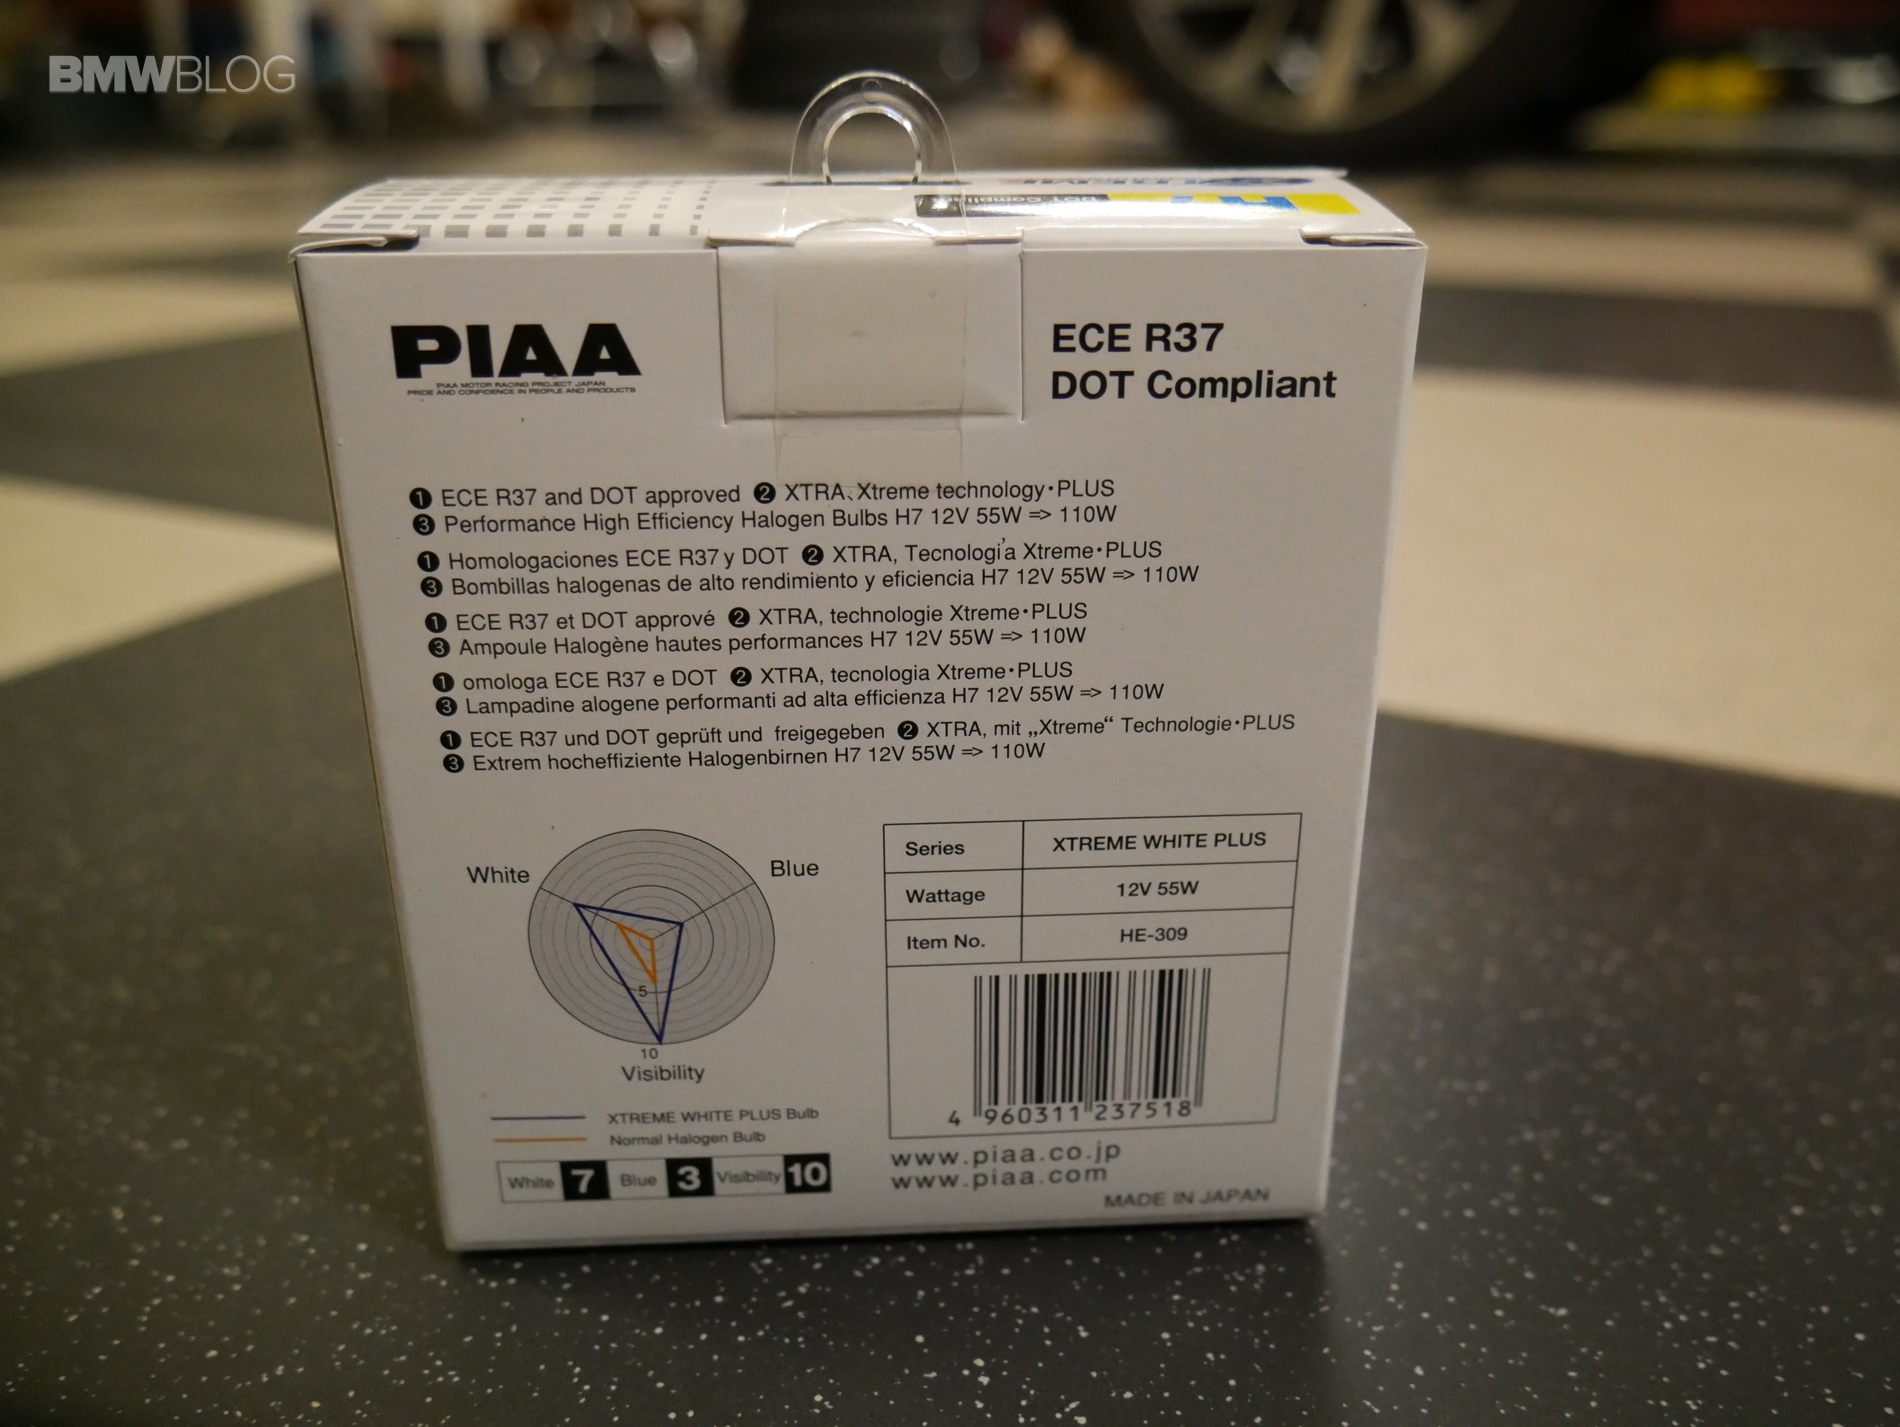 BMWBLOG
DOT Compliant
PIAA
PIAA MOTOR RACING PROJECT JAPAN
PRIDE AND CONFIDENCE IN PEOPLE AND PRODUCTS
ECE R37
DOT Compliant
❶ ECE R37 and DOT approved ❷ XTRA、Xtreme technology・PLUS
❸ Performance High Efficiency Halogen Bulbs H7 12V 55W => 110W
❶ Homologaciones ECE R37 y DOT ❷ XTRA, Tecnologi´a Xtreme・PLUS
❸ Bombillas halogenas de alto rendimiento y eficiencia H7 12V 55W => 110W
❶ ECE R37 et DOT apprové ❷ XTRA, technologie Xtreme・PLUS
❸ Ampoule Halogène hautes performances H7 12V 55W => 110W
❶ omologa ECE R37 e DOT ❷ XTRA, tecnologia Xtreme・PLUS
❸ Lampadine alogene performanti ad alta efficienza H7 12V 55W => 110W
❶ ECE R37 und DOT geprüft und freigegeben ❷ XTRA, mit „Xtreme“ Technologie・PLUS
❸ Extrem hocheffiziente Halogenbirnen H7 12V 55W => 110W
White
Blue
5
10
Visibility
XTREME WHITE PLUS Bulb
Normal Halogen Bulb
White 7 Blue 3 Visibility 10
Series XTREME WHITE PLUS
Wattage 12V 55W
Item No. HE-309
4 960311 237518
www.piaa.co.jp
www.piaa.com
MADE IN JAPAN